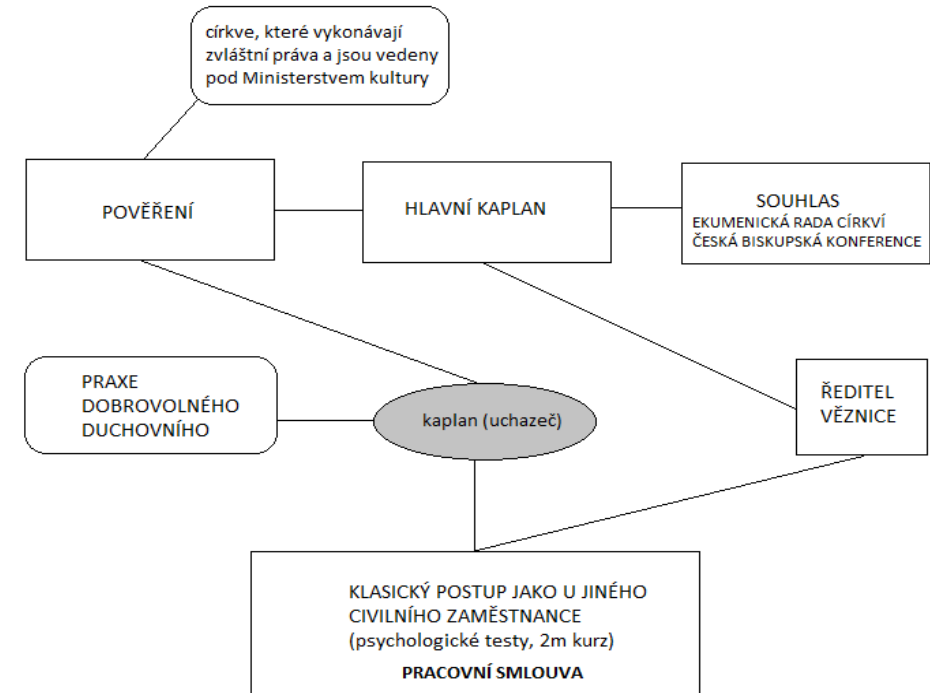 církve, které vykonávají
zvláštní práva a jsou vedeny
pod Ministerstvem kultury
POVĚŘENÍ
HLAVNÍ KAPLAN
SOUHLAS
EKUMENICKÁ RADA CÍRKVÍ
ČESKÁ BISKUPSKÁ KONFERENCE
PRAXE
DOBROVOLNÉHO
DUCHOVNÍHO
kaplan (uchazeč)
ŘEDITEL
VĚZNICE
KLASICKÝ POSTUP JAKO U JINÉHO
CIVILNÍHO ZAMĚSTNANCE
(psychologické testy, 2m kurz)
PRACOVNÍ SMLOUVA